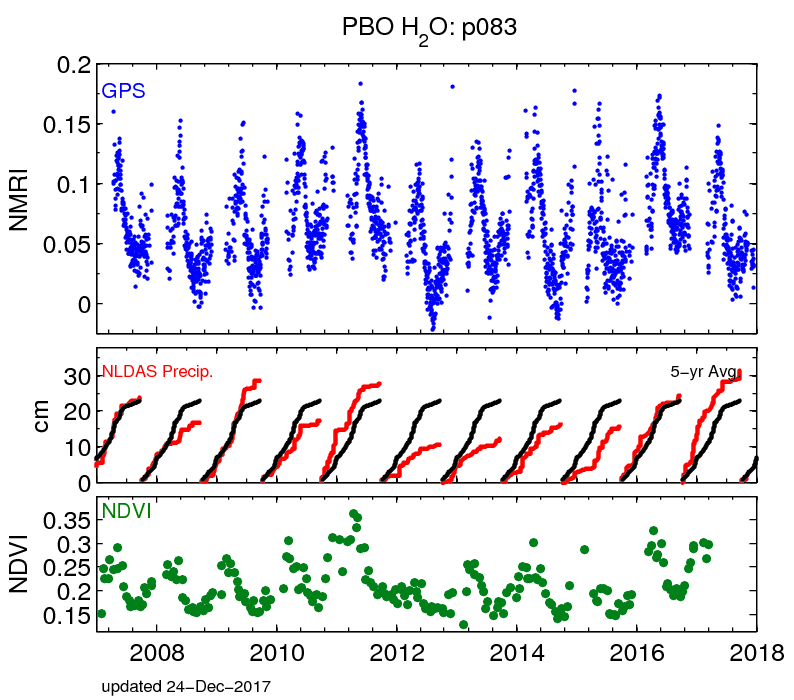 PBO H2O: p083
0.2
GPS
0.15
0.1
0.05
0
NMRI
NLDAS Precip.
5−yr Avg.
30
20
10
0
cm
NDVI
0.35
0.3
0.25
0.2
0.15
NDVI
2008 2010 2012 2014 2016 2018
updated 24−Dec−2017